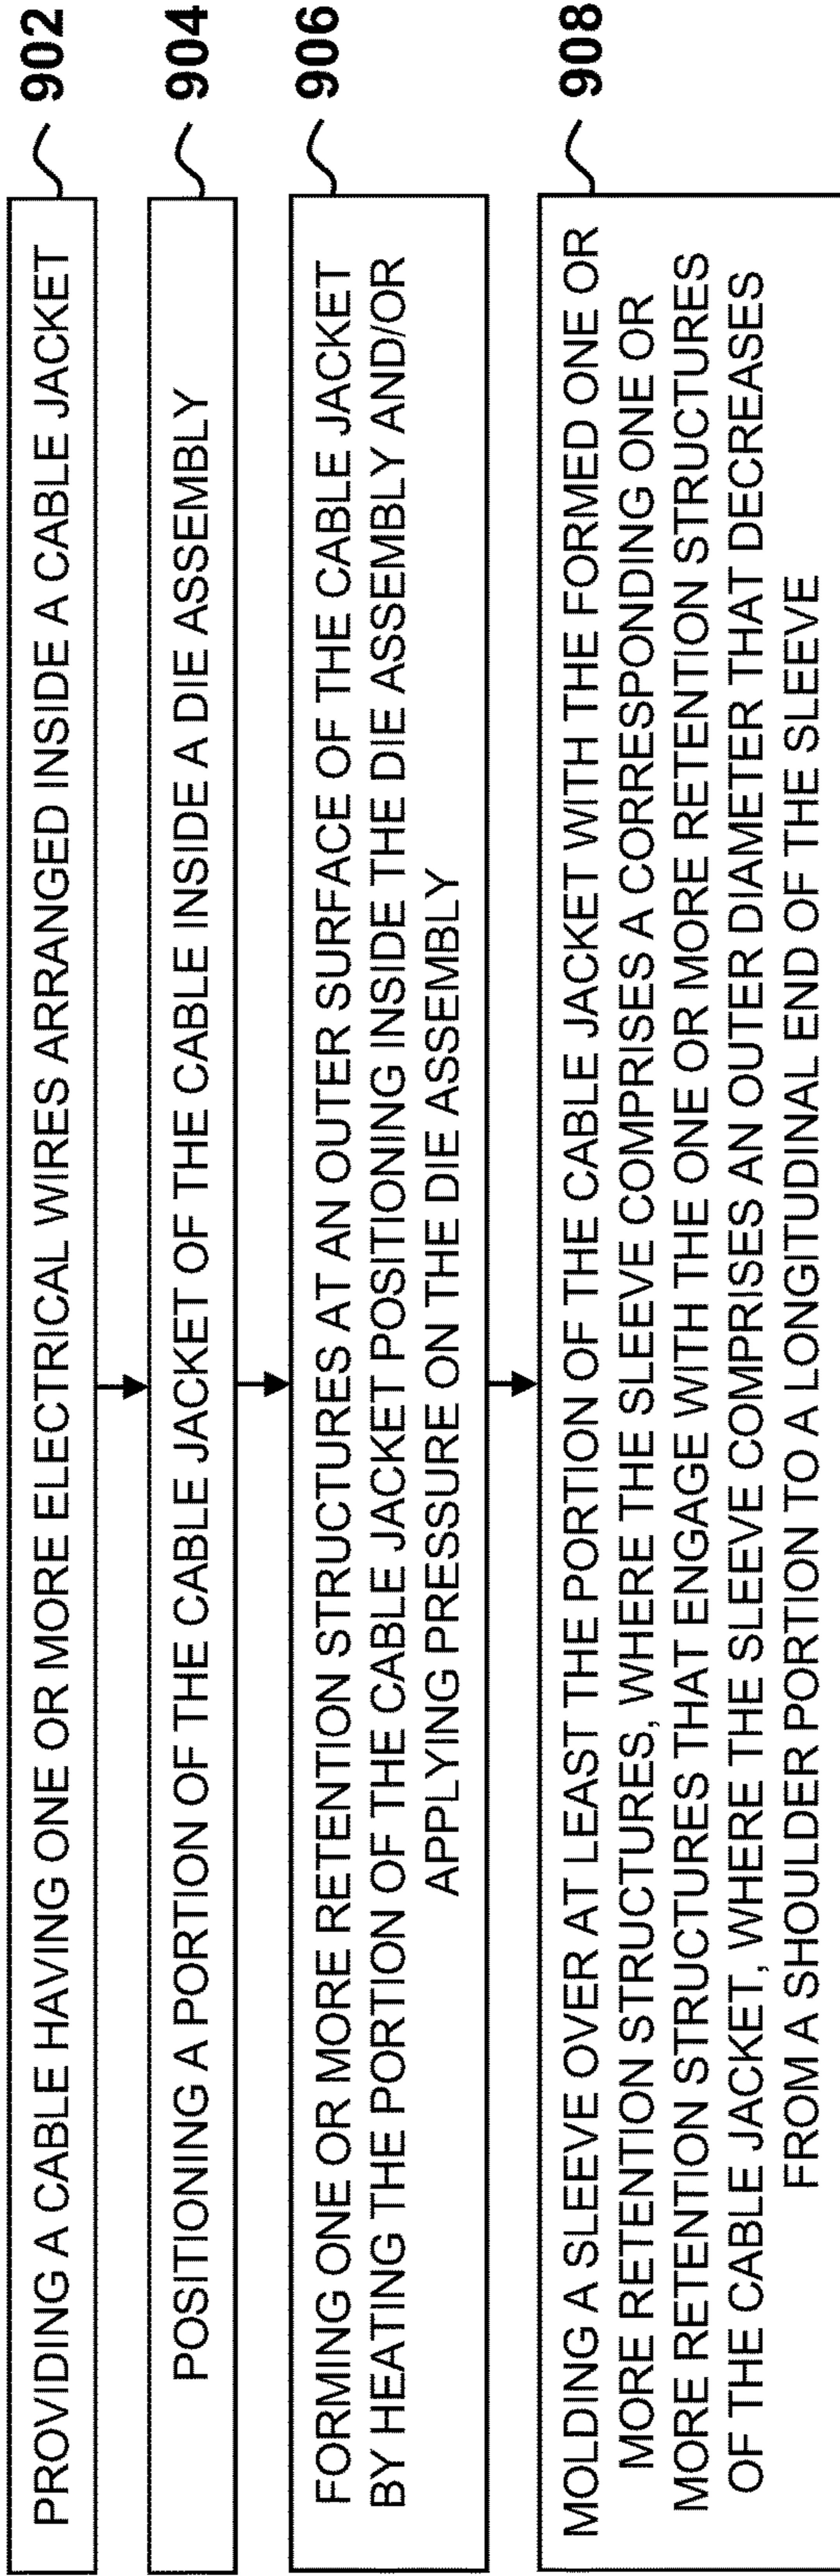 PROVIDING A CABLE HAVING ONE OR MORE ELECTRICAL WIRES ARRANGED INSIDE A CABLE JACKET
902
POSITIONING A PORTION OF THE CABLE JACKET OF THE CABLE INSIDE A DIE ASSEMBLY
904
FORMING ONE OR MORE RETENTION STRUCTURES AT AN OUTER SURFACE OF THE CABLE JACKET
BY HEATING THE PORTION OF THE CABLE JACKET POSITIONING INSIDE THE DIE ASSEMBLY AND/OR
APPLYING PRESSURE ON THE DIE ASSEMBLY
906
MOLDING A SLEEVE OVER AT LEAST THE PORTION OF THE CABLE JACKET WITH THE FORMED ONE OR
MORE RETENTION STRUCTURES, WHERE THE SLEEVE COMPRISES A CORRESPONDING ONE OR
MORE RETENTION STRUCTURES THAT ENGAGE WITH THE ONE OR MORE RETENTION STRUCTURES
OF THE CABLE JACKET, WHERE THE SLEEVE COMPRISES AN OUTER DIAMETER THAT DECREASES
FROM A SHOULDER PORTION TO A LONGITUDINAL END OF THE SLEEVE
908